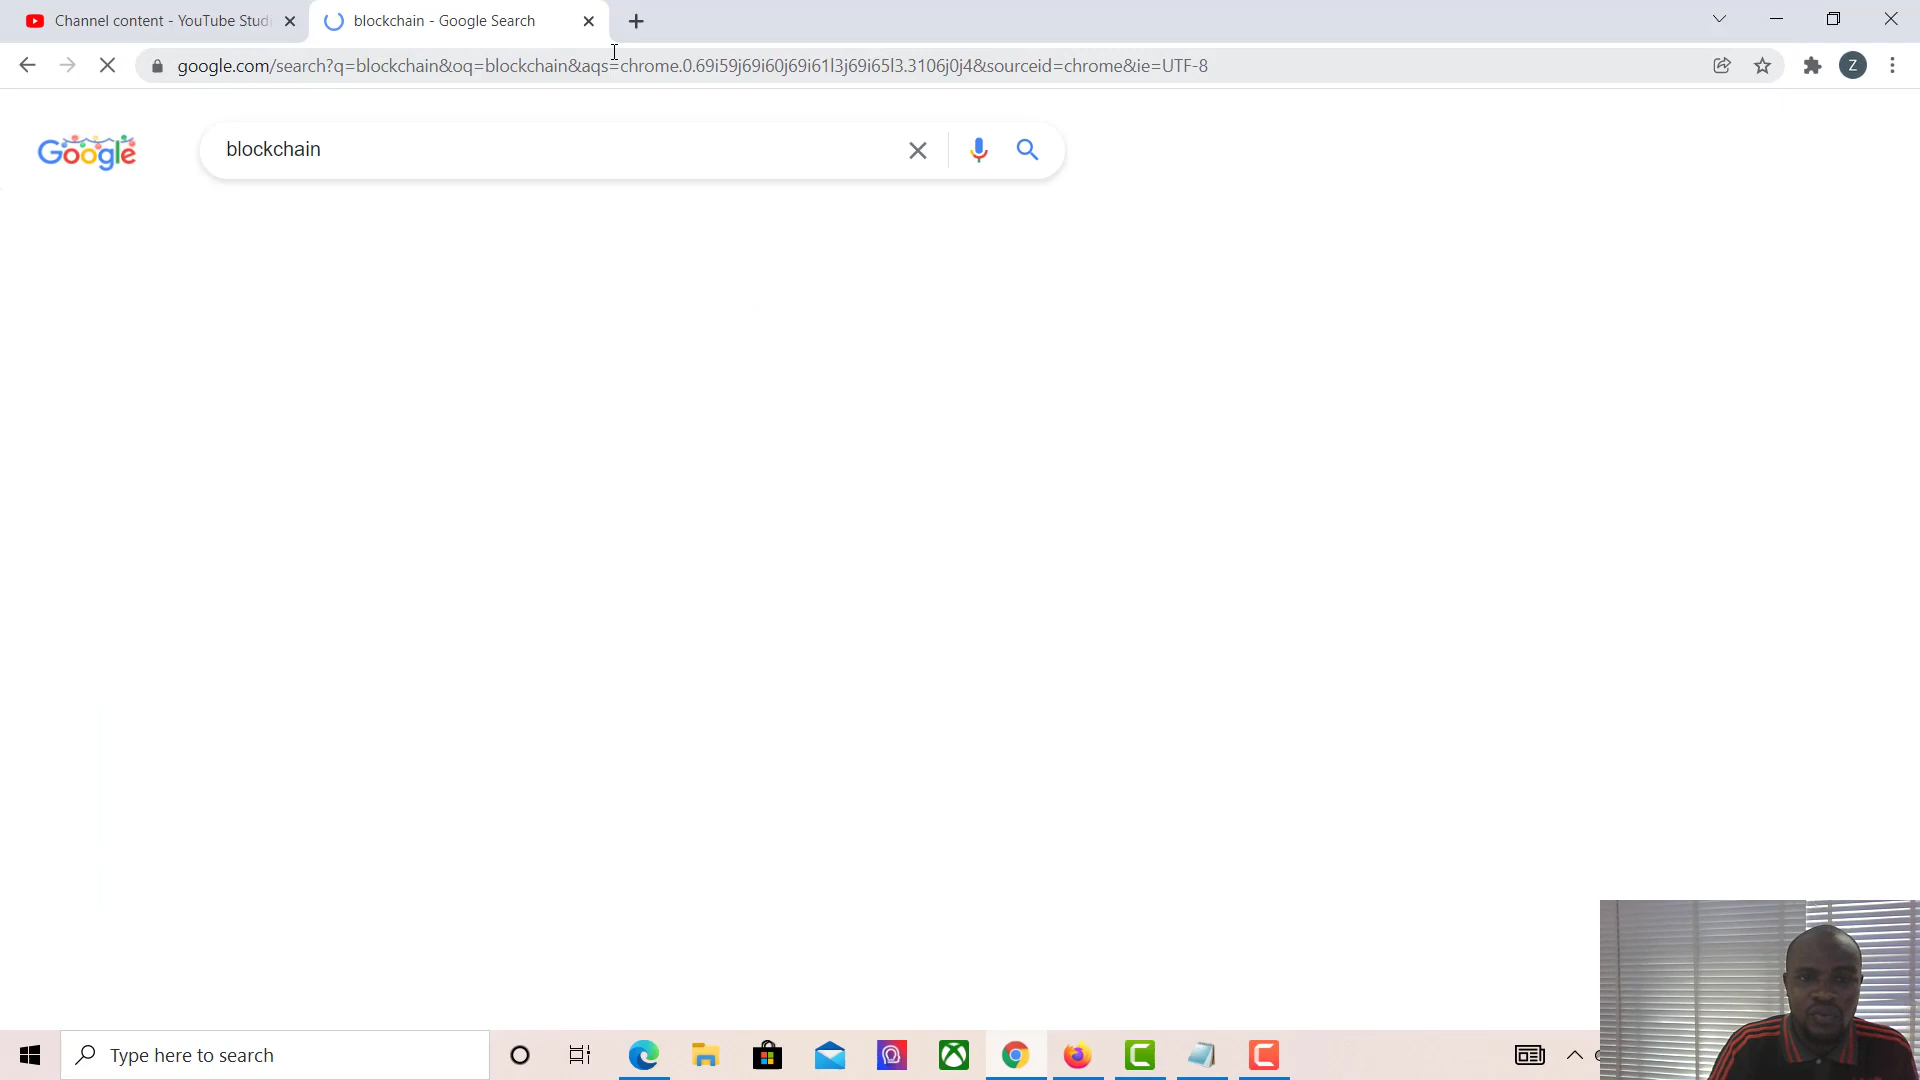 Channel content - YouTube Studi
blockchain - Google Search
google.com/search?q=blockchain&oq=blockchain&aqs=chrome.0.69i59j69i60j69i61l3j69i65l3.3106j0j4&sourceid=chrome&ie=UTF-8
Z
Google
blockchain
Type here to search